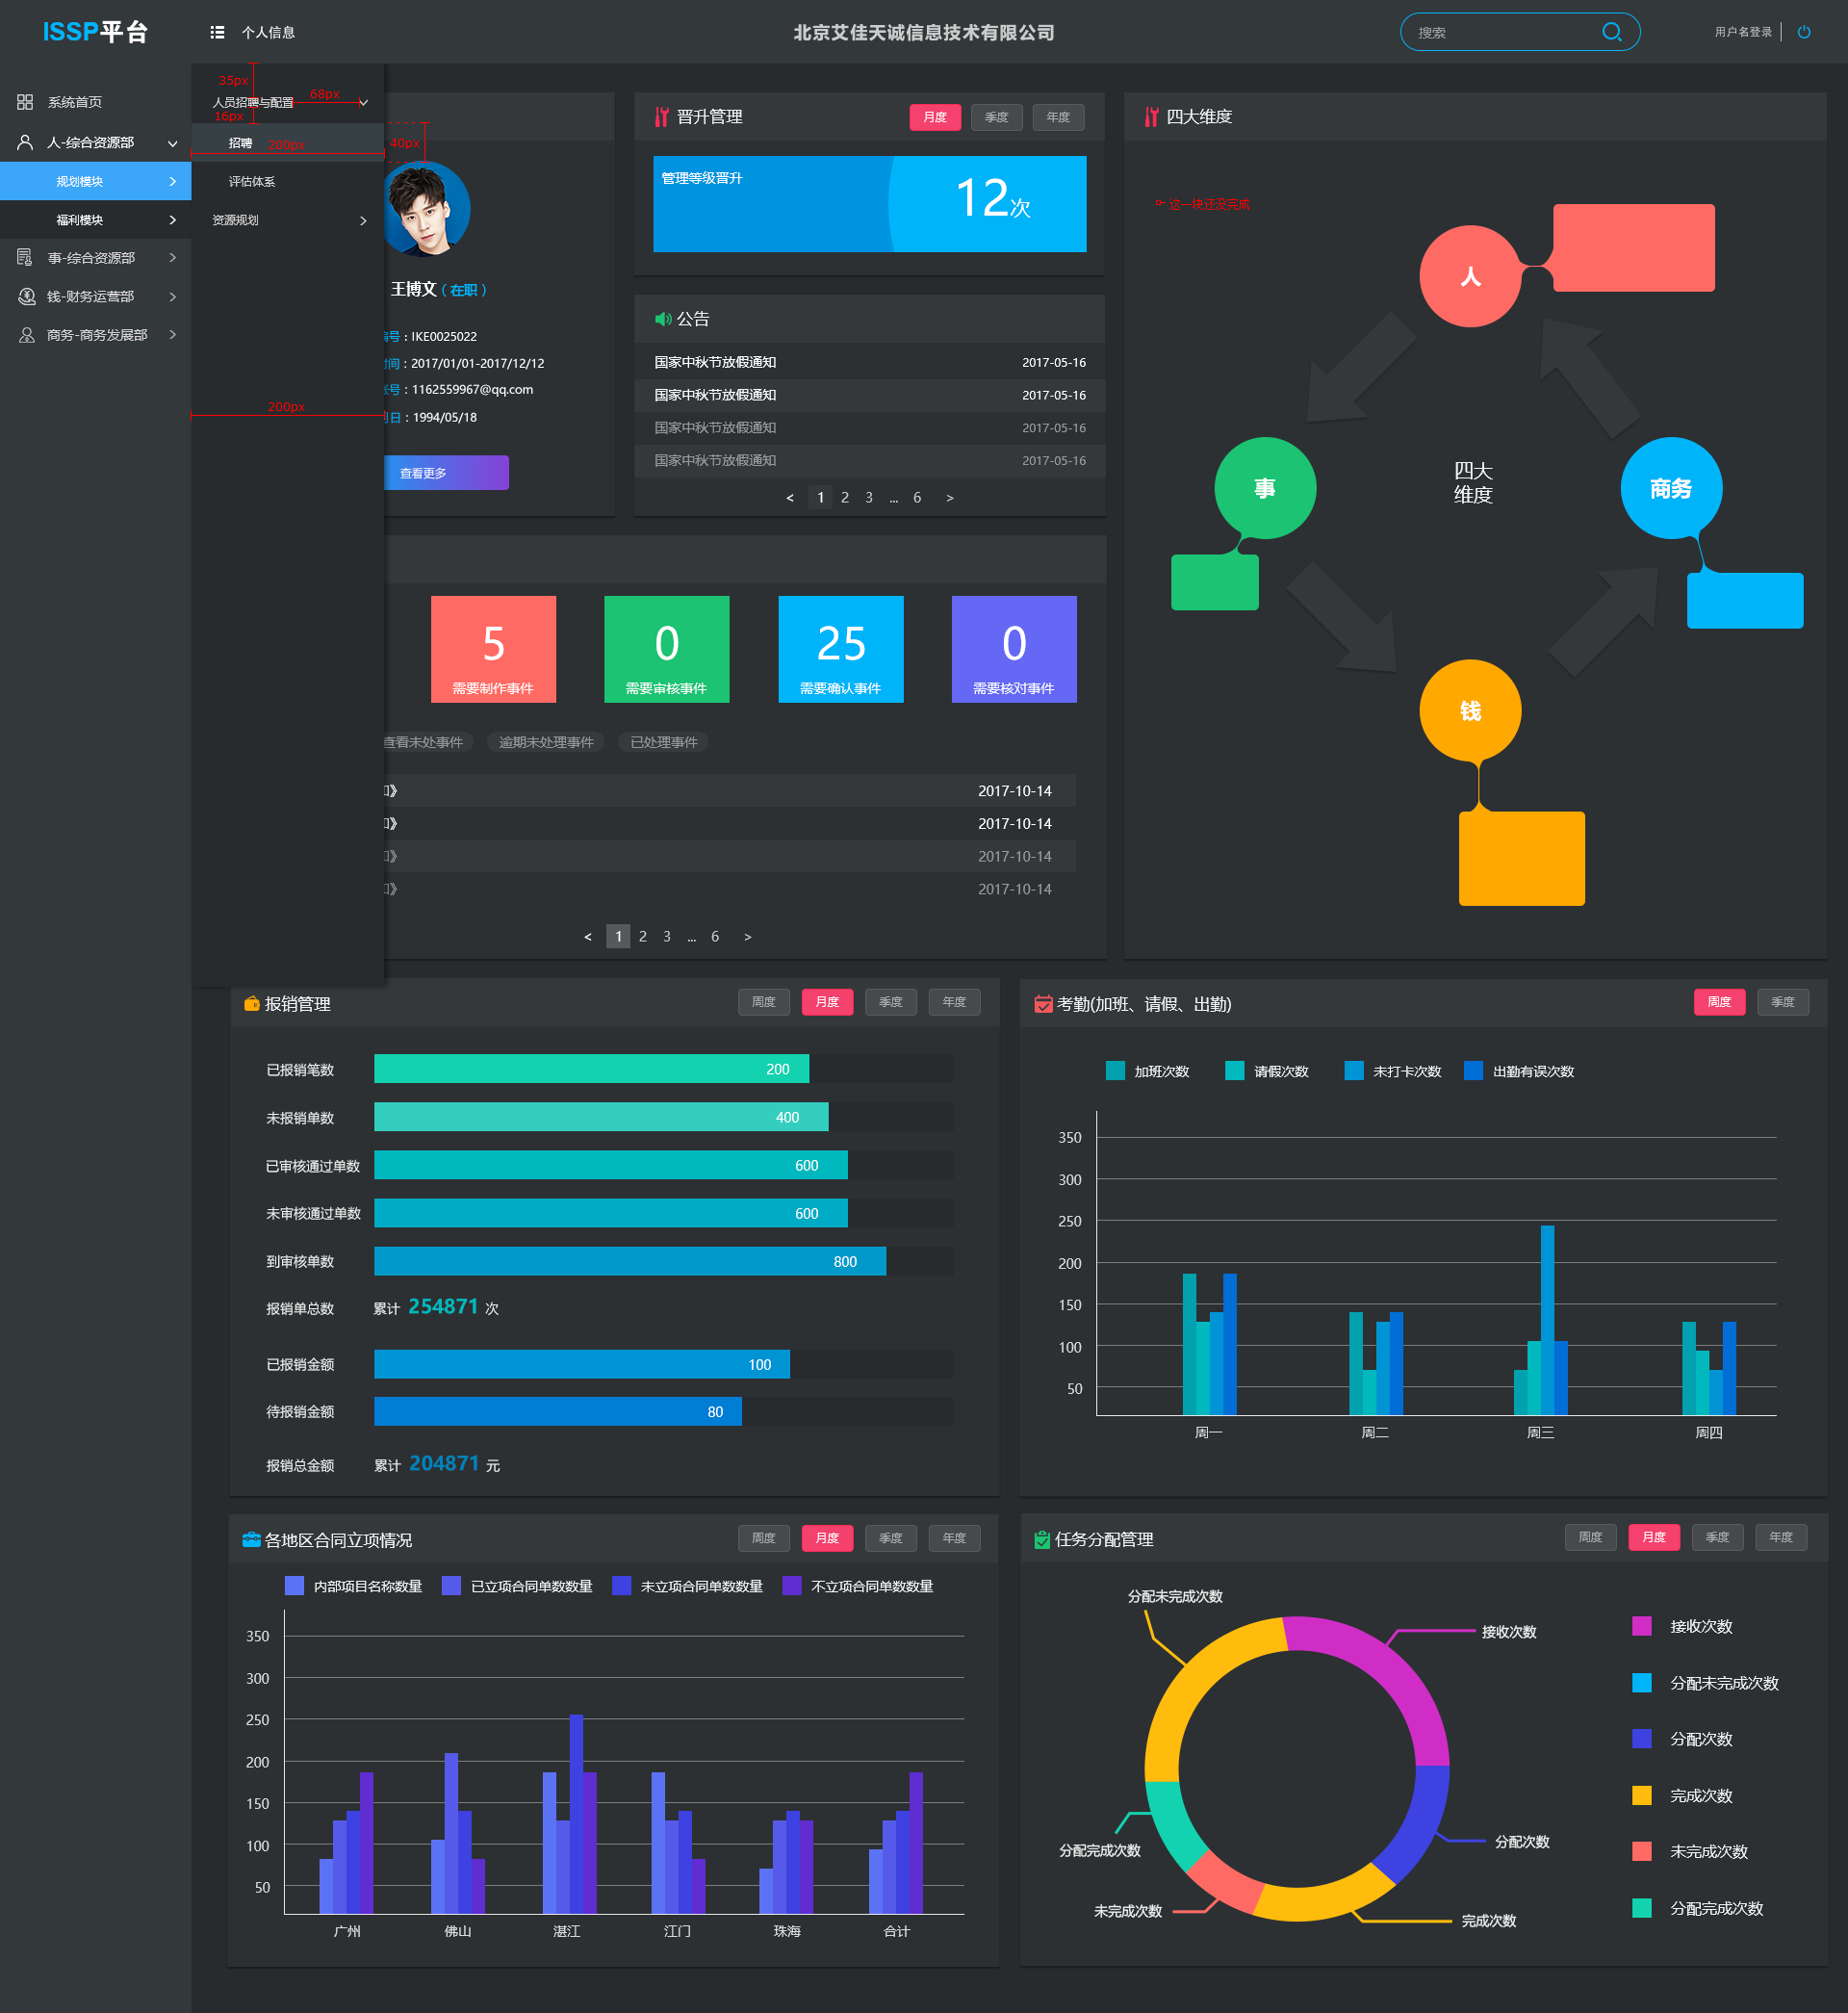 ISSP平台
个人信息
北京艾佳天诚信息技术有限公司
搜索
用户名登录
系统首页
人-综合资源部
规划模块
福利模块
事-综合资源部
钱-财务运营部
商务-商务发展部
35px
人员招聘与配置
68px
16px
招聘
200px
40px
评估体系
资源规划
200px
王博文(在职)
编号：IKE0025022
时间：2017/01/01-2017/12/12
账号：1162559967@qq.com
月日：1994/05/18
查看更多
晋升管理
月度
季度
年度
管理等级晋升
12次
公告
国家中秋节放假通知 2017-05-16
国家中秋节放假通知 2017-05-16
国家中秋节放假通知 2017-05-16
国家中秋节放假通知 2017-05-16
< 1 2 3 ... 6 >
四大维度
这一块还没完成
人
事
四大
维度
商务
钱
5
需要制作事件
0
需要审核事件
25
需要确认事件
0
需要核对事件
查看未处事件
逾期未处理事件
已处理事件
知》 2017-10-14
知》 2017-10-14
知》 2017-10-14
知》 2017-10-14
< 1 2 3 ... 6 >
报销管理
周度
月度
季度
年度
已报销笔数 200
未报销单数 400
已审核通过单数 600
未审核通过单数 600
到审核单数 800
报销单总数 累计 254871 次
已报销金额 100
待报销金额 80
报销总金额 累计 204871 元
考勤(加班、请假、出勤)
周度
季度
加班次数
请假次数
未打卡次数
出勤有误次数
350
300
250
200
150
100
50
周一
周二
周三
周四
各地区合同立项情况
周度
月度
季度
年度
内部项目名称数量
已立项合同单数数量
未立项合同单数数量
不立项合同单数数量
350
300
250
200
150
100
50
广州
佛山
湛江
江门
珠海
合计
任务分配管理
周度
月度
季度
年度
分配未完成次数
接收次数
分配次数
分配完成次数
未完成次数
完成次数
接收次数
分配未完成次数
分配次数
完成次数
未完成次数
分配完成次数